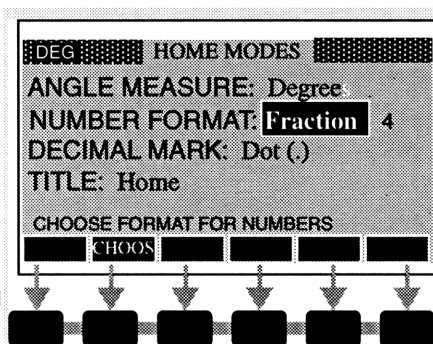 DEG HOME MODES
ANGLE MEASURE: Degrees
NUMBER FORMAT: Fraction 4
DECIMAL MARK: Dot (.)
TITLE: Home
CHOOSE FORMAT FOR NUMBERS
CHOOS